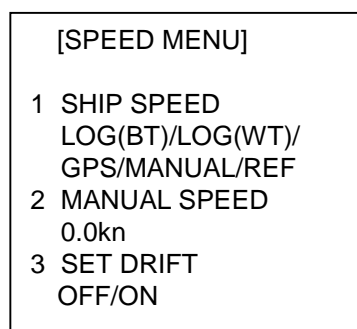 [SPEED MENU]
1 SHIP SPEED
LOG(BT)/LOG(WT)/
GPS/MANUAL/REF
2 MANUAL SPEED
0.0kn
3 SET DRIFT
OFF/ON